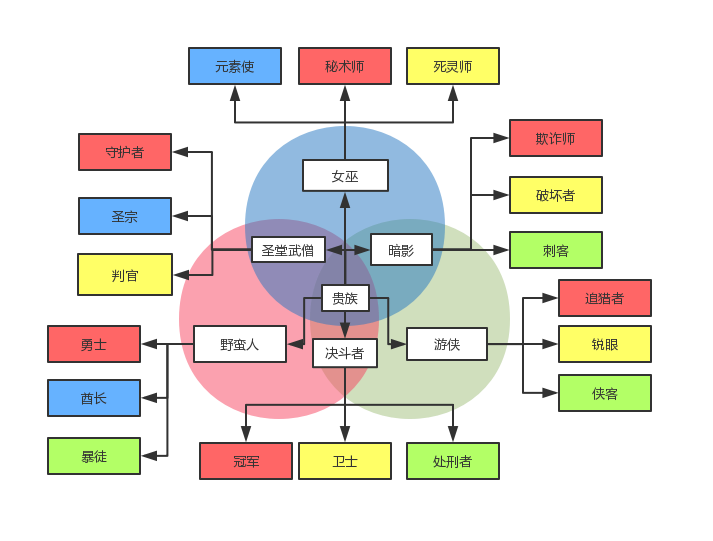 元素使
秘术师
死灵师
守护者
欺诈师
女巫
破坏者
圣宗
圣堂武僧
暗影
刺客
判官
贵族
追猎者
勇士
野蛮人
决斗者
游侠
锐眼
酋长
侠客
暴徒
冠军
卫士
处刑者